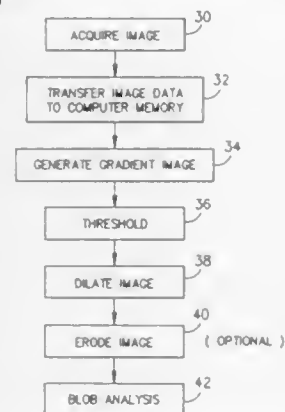 30
ACQUIRE IMAGE
32
TRANSFER IMAGE DATA
TO COMPUTER MEMORY
34
GENERATE GRADIENT IMAGE
36
THRESHOLD
38
DILATE IMAGE
40
ERODE IMAGE ( OPTIONAL )
42
BLOB ANALYSIS